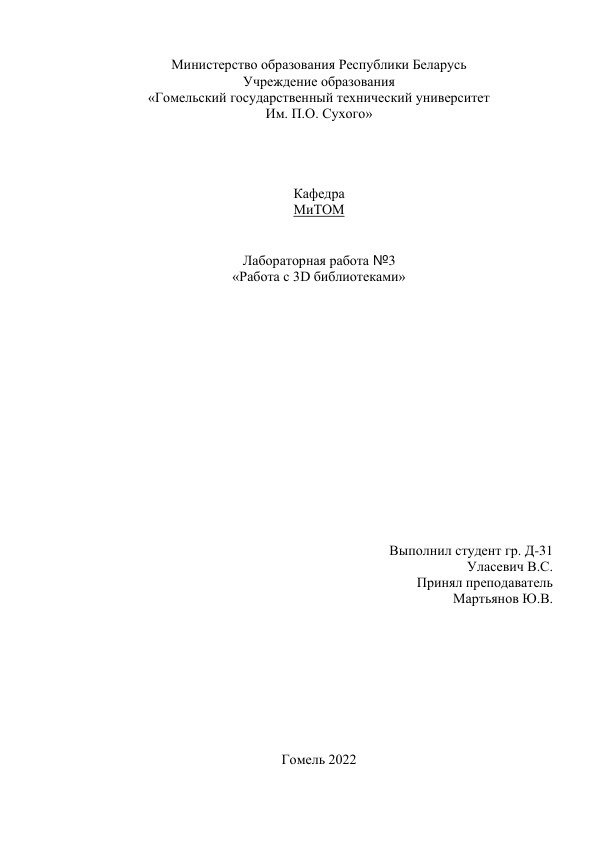 Министерство образования Республики Беларусь
Учреждение образования
«Гомельский государственный технический университет
Им. П.О. Сухого»
Кафедра
МиТОМ
Лабораторная работа №3
«Работа с 3D библиотеками»
Выполнил студент гр. Д-31
Уласевич В.С.
Принял преподаватель
Мартьянов Ю.В.
Гомель 2022